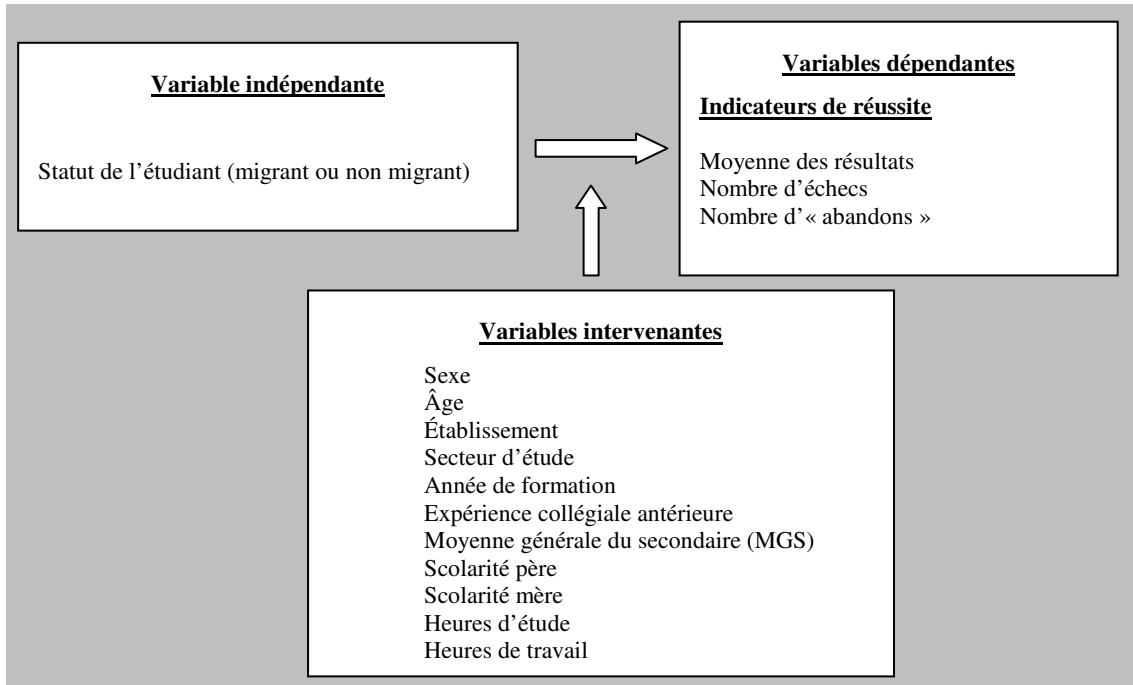 Variable indépendante
Statut de l’étudiant (migrant ou non migrant)
Variables dépendantes
Indicateurs de réussite
Moyenne des résultats
Nombre d’échecs
Nombre d’« abandons »
Variables intervenantes
Sexe
Âge
Établissement
Secteur d’étude
Année de formation
Expérience collégiale antérieure
Moyenne générale du secondaire (MGS)
Scolarité père
Scolarité mère
Heures d’étude
Heures de travail